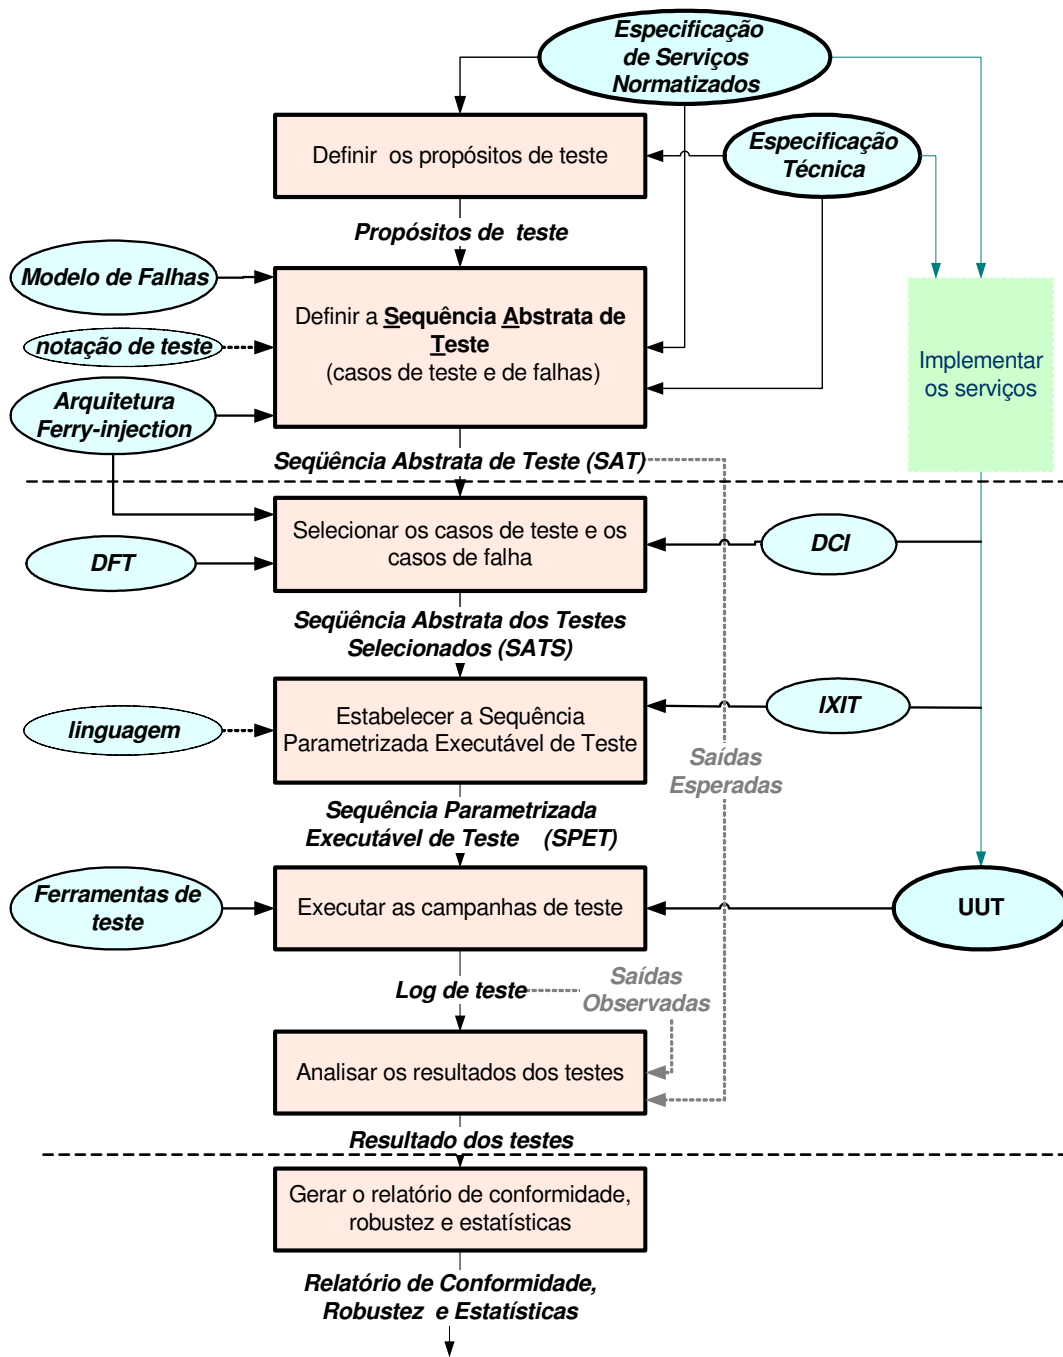 Especificação
de Serviços
Normatizados
Definir os propósitos de teste
Especificação
Técnica
Propósitos de teste
Modelo de Falhas
notação de teste
Arquitetura
Ferry-injection
Definir a Sequência Abstrata de
Teste
(casos de teste e de falhas)
Implementar
os serviços
Seqüência Abstrata de Teste (SAT)
Selecionar os casos de teste e os
casos de falha
DFT
DCI
Seqüência Abstrata dos Testes
Selecionados (SATS)
linguagem
Estabelecer a Sequência
Parametrizada Executável de Teste
IXIT
Saídas
Esperadas
Sequência Parametrizada
Executável de Teste (SPET)
Ferramentas de
teste
Executar as campanhas de teste
UUT
Log de teste
Saídas
Observadas
Analisar os resultados dos testes
Resultado dos testes
Gerar o relatório de conformidade,
robustez e estatísticas
Relatório de Conformidade,
Robustez e Estatísticas